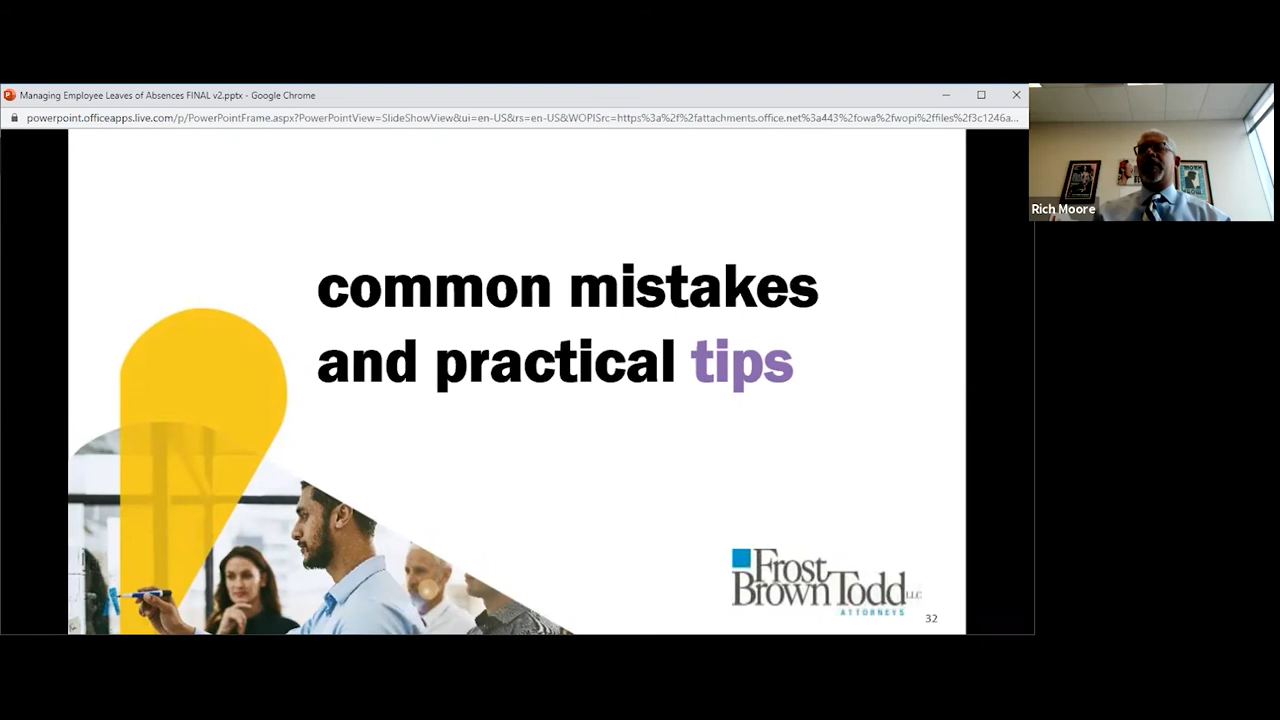 Managing Employee Leaves of Absences FINAL v2.pptx - Google Chrome
powerpoint.officeapps.live.com/p/PowerPointFrame.aspx?PowerPointView=SlideShowView&ui=en-US&rs=en-US&WOPISrc=https%3a%2f%2fattachments.office.net%3a443%2fowa%2fwopi%2ffiles%2f3c1246a...
Rich Moore
common mistakes
and practical tips
Frost
Brown Todd LLC
ATTORNEYS
32